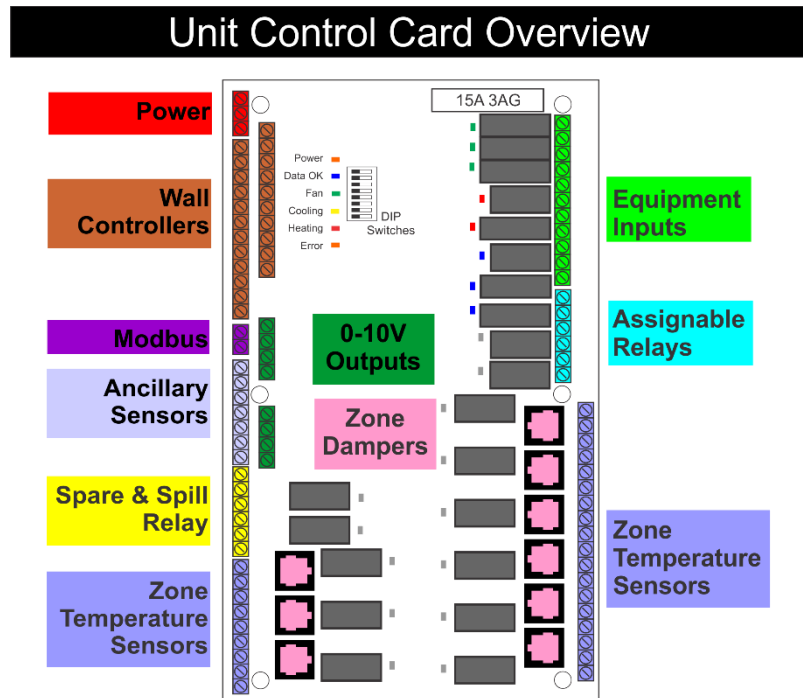 Unit Control Card Overview
Power
Wall
Controllers
Modbus
Ancillary
Sensors
Spare & Spill
Relay
Zone
Temperature
Sensors
15A 3AG
Power
Data OK
Fan
Cooling
Heating
Error
DIP
Switches
0-10V
Outputs
Zone
Dampers
Equipment
Inputs
Assignable
Relays
Zone
Temperature
Sensors